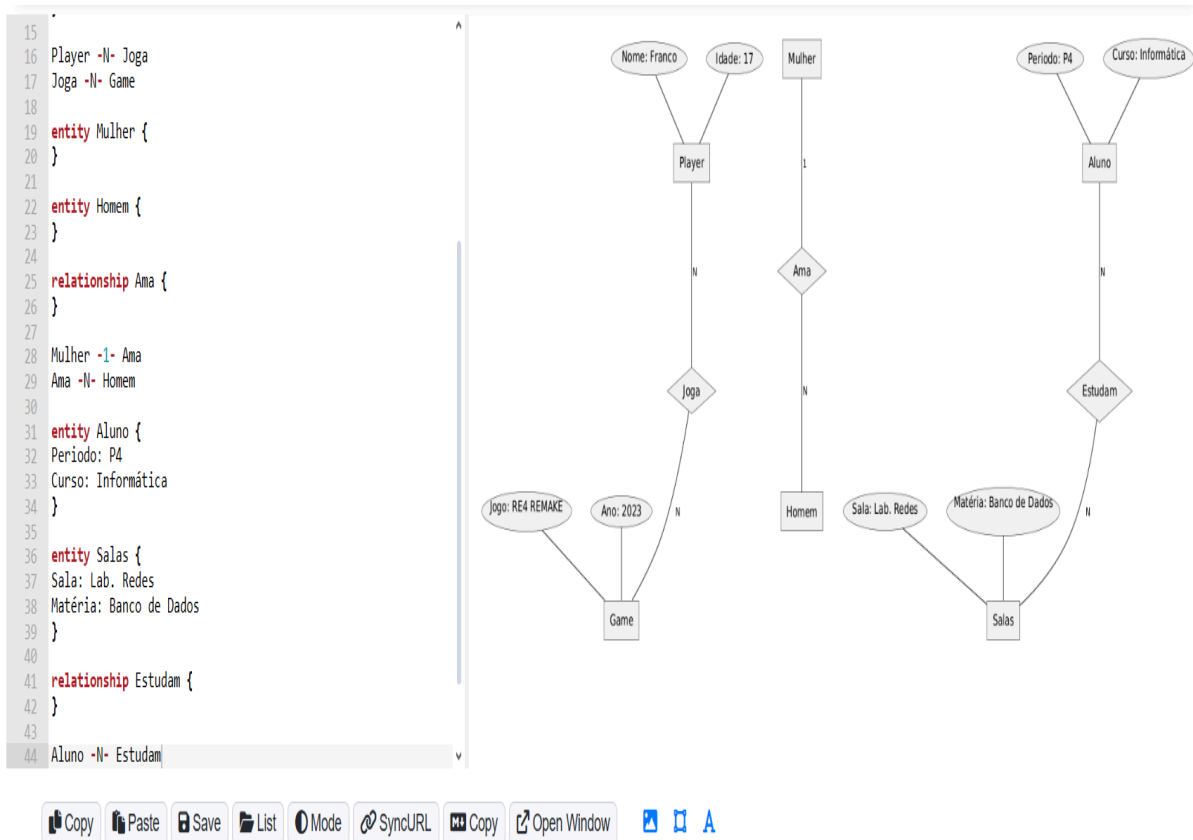 15
16 Player -N- Joga
17 Joga -N- Game
18
19 entity Mulher {
20 }
21
22 entity Homem {
23 }
24
25 relationship Ama {
26 }
27
28 Mulher -1- Ama
29 Ama -N- Homem
30
31 entity Aluno {
32 Periodo: P4
33 Curso: Informática
34 }
35
36 entity Salas {
37 Sala: Lab. Redes
38 Matéria: Banco de Dados
39 }
40
41 relationship Estudam {
42 }
43
44 Aluno -N- Estudam
Nome: Franco
Idade: 17
Player
N
Joga
N
Jogo: RE4 REMAKE
Ano: 2023
Game
Mulher
1
Ama
N
Homem
Periodo: P4
Curso: Informática
Aluno
N
Estudam
N
Sala: Lab. Redes
Matéria: Banco de Dados
Salas
Copy Paste Save List Mode SyncURL Copy Open Window